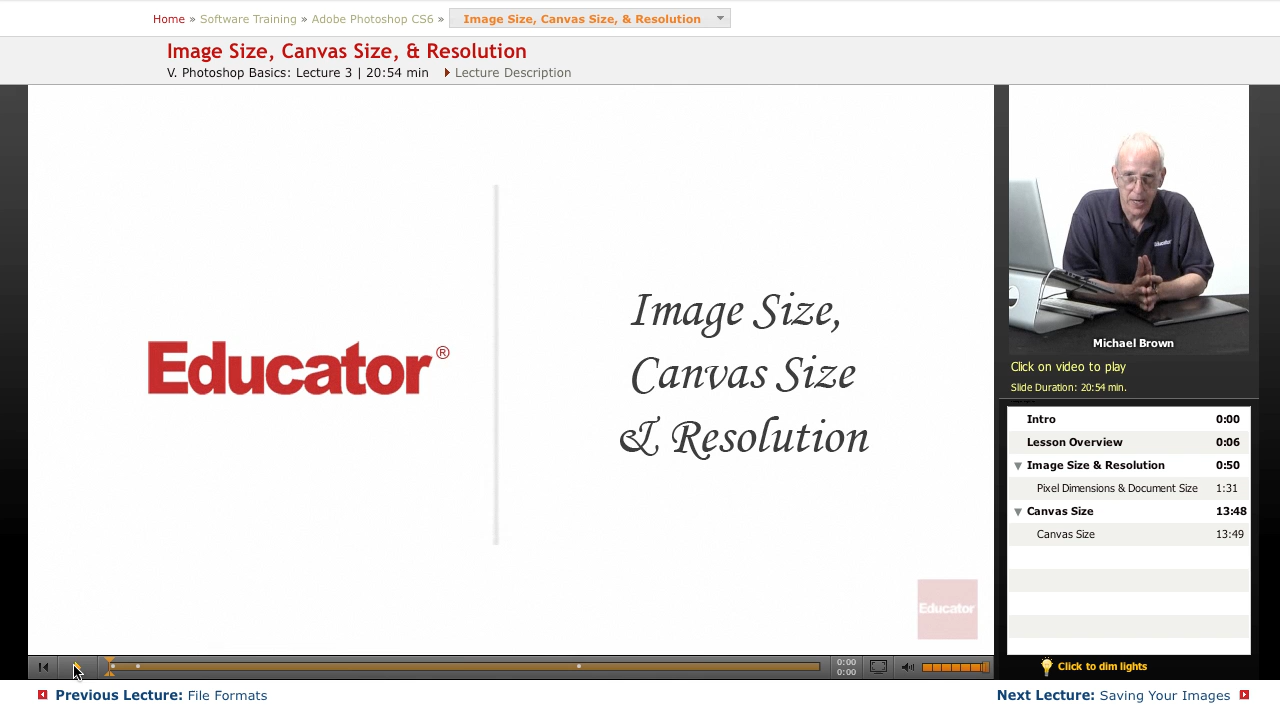 Home » Software Training » Adobe Photoshop CS6 » Image Size, Canvas Size, & Resolution
Image Size, Canvas Size, & Resolution
V. Photoshop Basics: Lecture 3 | 20:54 min Lecture Description
Educator®
Image Size,
Canvas Size
& Resolution
Educator
Educator
Michael Brown
Click on video to play
Slide Duration: 20:54 min.
Intro 0:00
Lesson Overview 0:06
Image Size & Resolution 0:50
Pixel Dimensions & Document Size 1:31
Canvas Size 13:48
Canvas Size 13:49
0:00
0:00
Click to dim lights
Previous Lecture: File Formats
Next Lecture: Saving Your Images